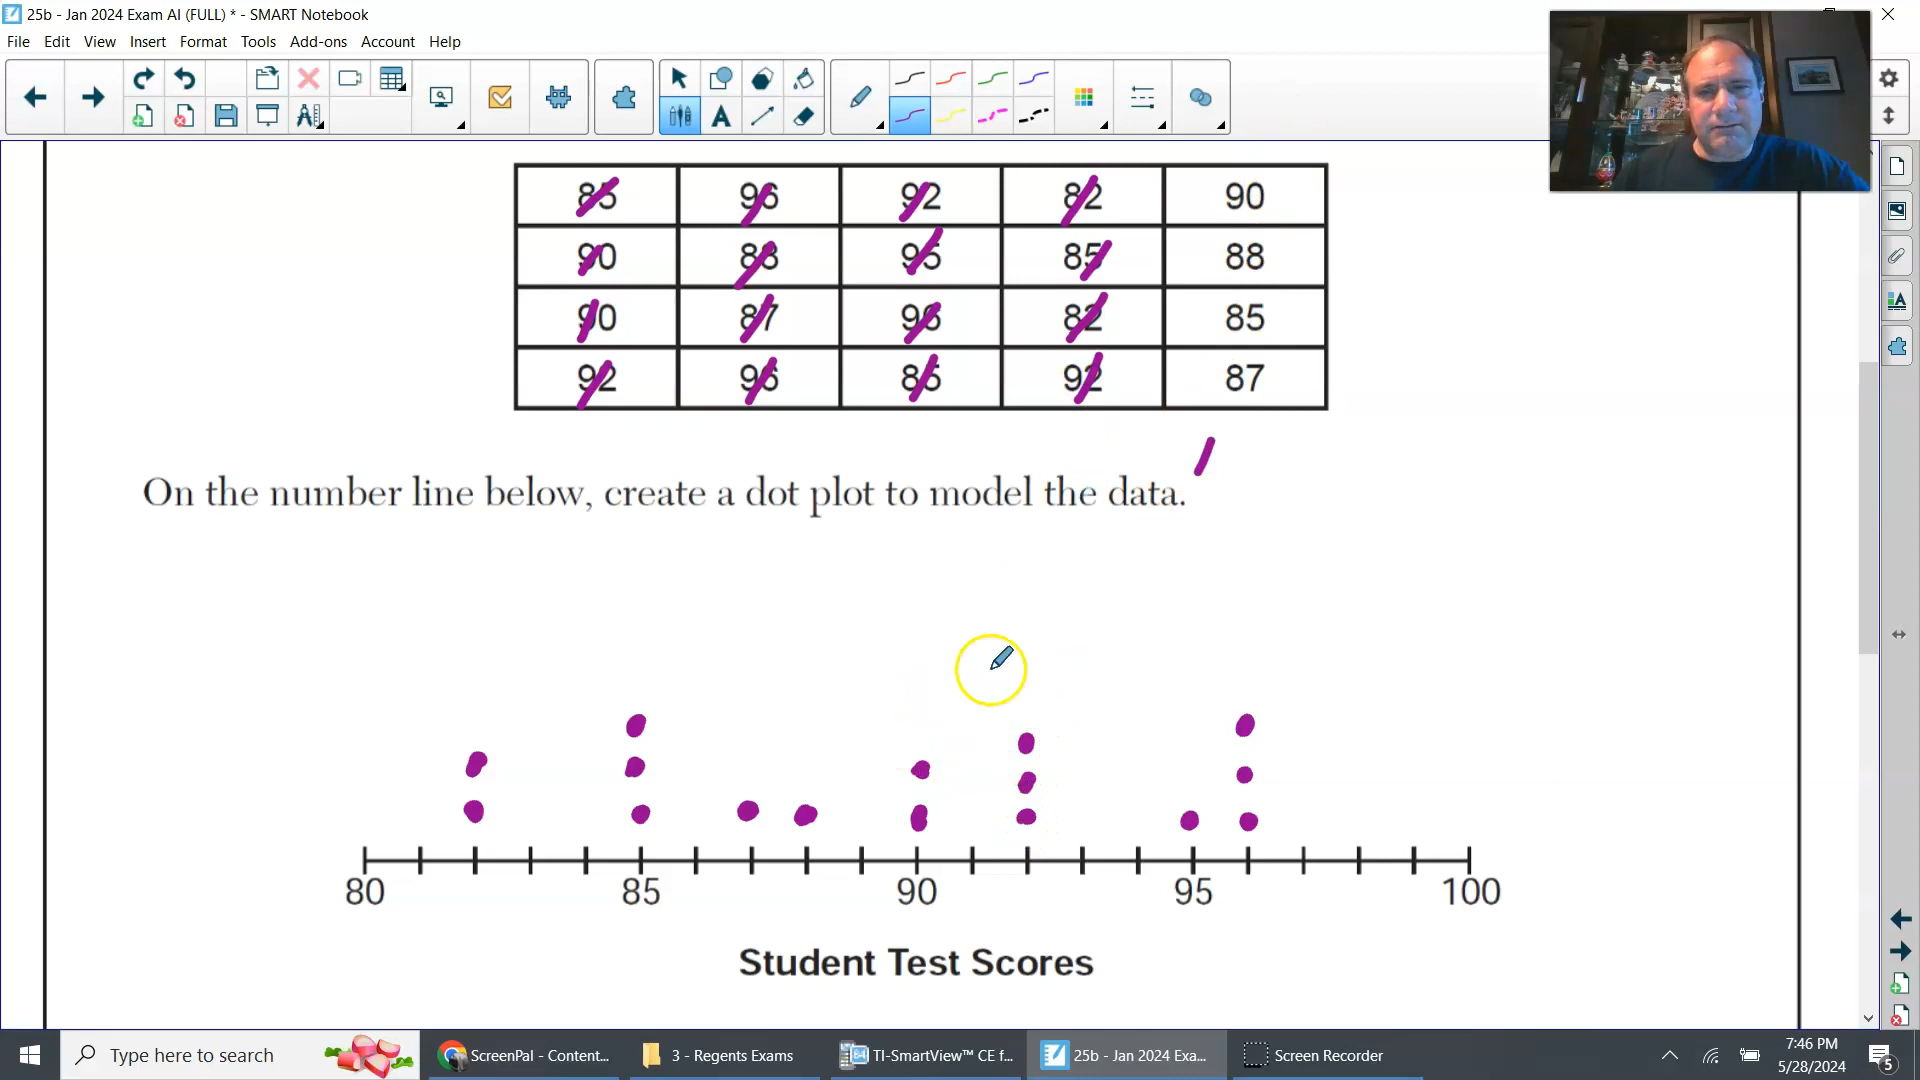 25b - Jan 2024 Exam AI (FULL) * - SMART Notebook
File Edit View Insert Format Tools Add-ons Account Help
85 96 92 82 90
90 88 95 85 88
90 87 96 82 85
92 96 85 92 87
On the number line below, create a dot plot to model the data.
80 85 90 95 100
Student Test Scores
Type here to search
ScreenPal - Content...
3 - Regents Exams
84
TI-SmartView™ CE f...
25b - Jan 2024 Exa...
Screen Recorder
7:46 PM
5/28/2024
5